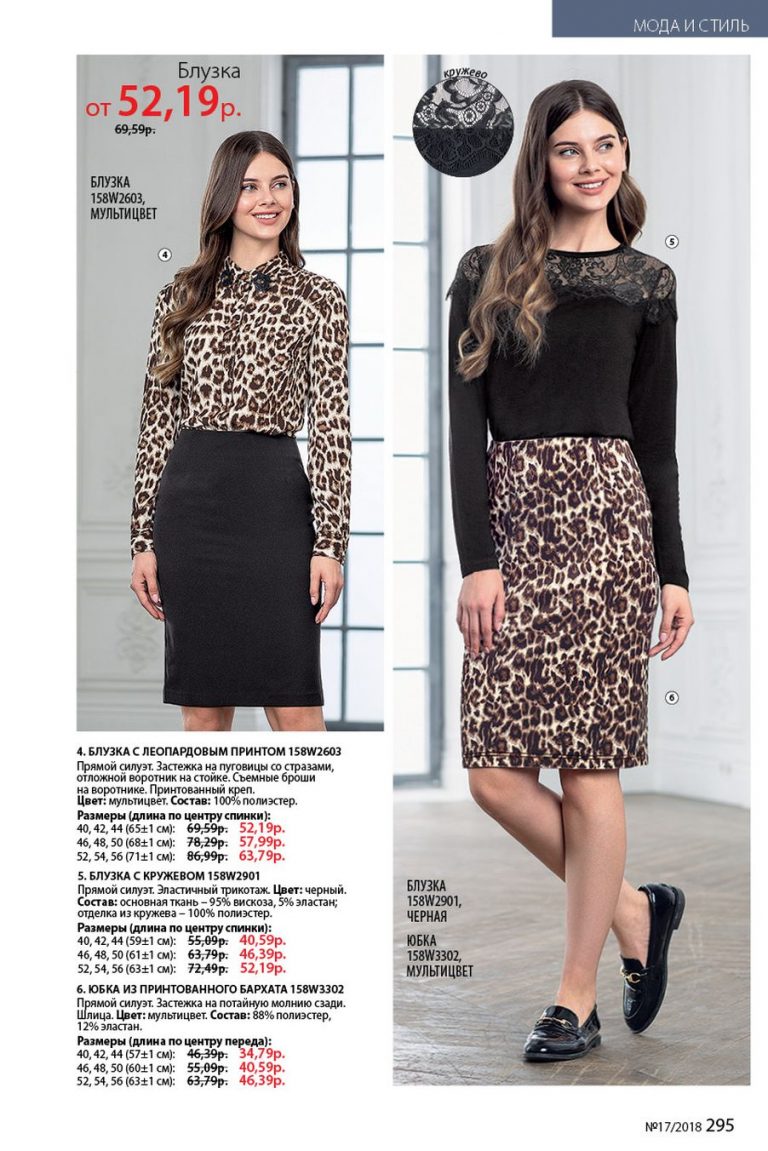 МОДА И СТИЛЬ
Блузка
от 52,19р.
69,59р.
БЛУЗКА
158W2603,
МУЛЬТИЦВЕТ
4
кружево
5
6
4. БЛУЗКА С ЛЕОПАРДОВЫМ ПРИНТОМ 158W2603
Прямой силуэт. Застежка на пуговицы со стразами,
отложной воротник на стойке. Съемные броши
на воротнике. Принтованный креп.
Цвет: мультицвет. Состав: 100% полиэстер.
Размеры (длина по центру спинки):
40, 42, 44 (65±1 см): 69,59р. 52,19р.
46, 48, 50 (68±1 см): 78,29р. 57,99р.
52, 54, 56 (71±1 см): 86,99р. 63,79р.
5. БЛУЗКА С КРУЖЕВОМ 158W2901
Прямой силуэт. Эластичный трикотаж. Цвет: черный.
Состав: основная ткань – 95% вискоза, 5% эластан;
отделка из кружева – 100% полиэстер.
Размеры (длина по центру спинки):
40, 42, 44 (59±1 см): 55,09р. 40,59р.
46, 48, 50 (61±1 см): 63,79р. 46,39р.
52, 54, 56 (63±1 см): 72,49р. 52,19р.
6. ЮБКА ИЗ ПРИНТОВАННОГО БАРХАТА 158W3302
Прямой силуэт. Застежка на потайную молнию сзади.
Шлица. Цвет: мультицвет. Состав: 88% полиэстер,
12% эластан.
Размеры (длина по центру переда):
40, 42, 44 (57±1 см): 46,39р. 34,79р.
46, 48, 50 (60±1 см): 55,09р. 40,59р.
52, 54, 56 (63±1 см): 63,79р. 46,39р.
БЛУЗКА
158W2901,
ЧЕРНАЯ
ЮБКА
158W3302,
МУЛЬТИЦВЕТ
№17/2018 295